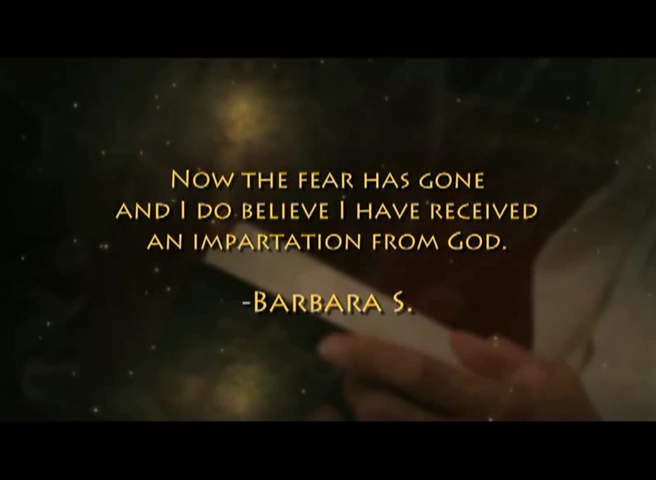 Now the fear has gone
and I do believe I have received
an impartation from God.
-Barbara S.